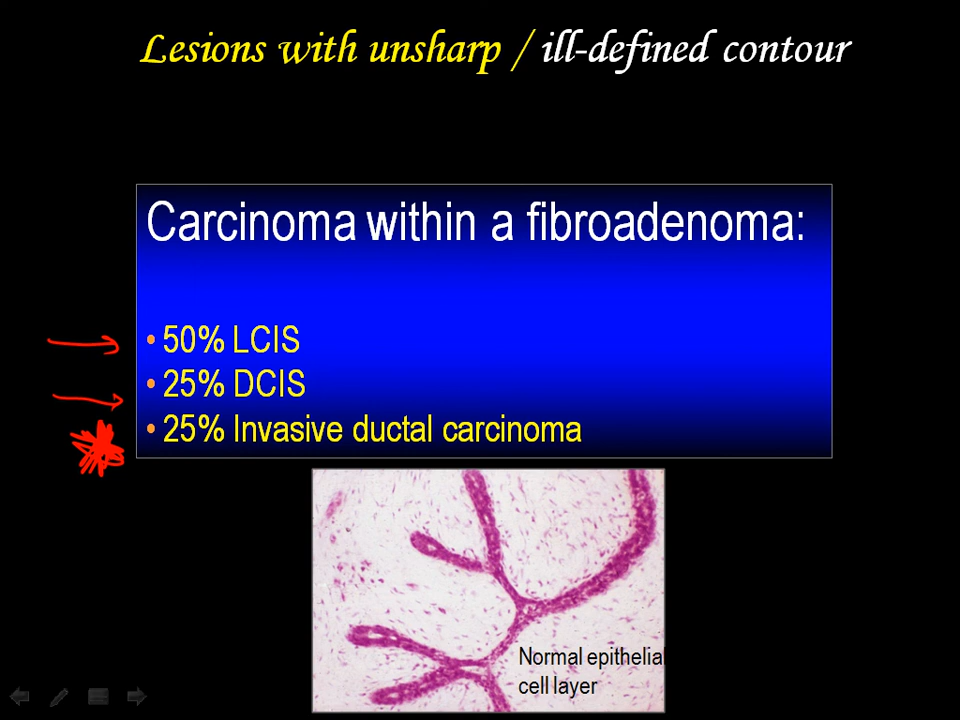 Lesions with unsharp / ill-defined contour
Carcinoma within a fibroadenoma:
• 50% LCIS
• 25% DCIS
• 25% Invasive ductal carcinoma
Normal epithelial
cell layer